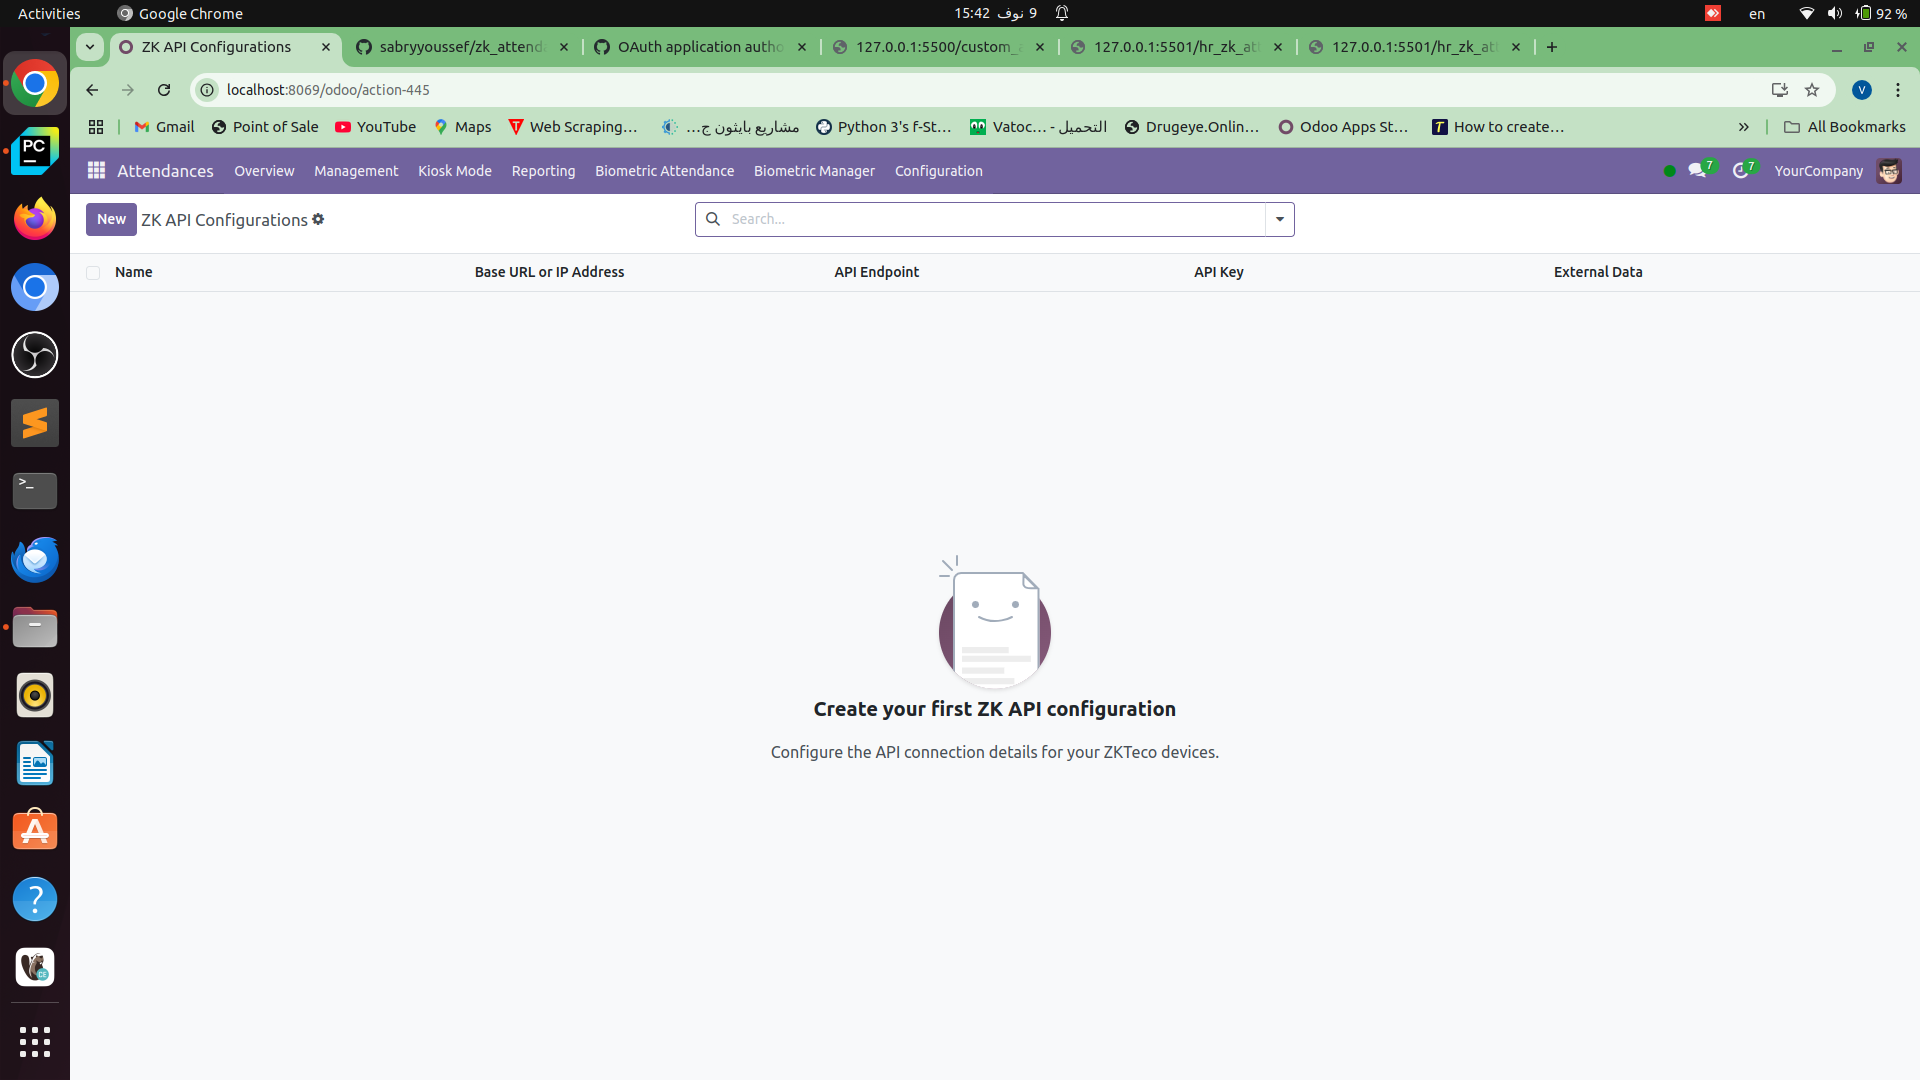 Activities
Google Chrome
15:42 9 نوف
en
92 %
ZK API Configurations
sabryyoussef/zk_attend
OAuth application autho
127.0.0.1:5500/custom_
127.0.0.1:5501/hr_zk_at
127.0.0.1:5501/hr_zk_at
localhost:8069/odoo/action-445
V
Gmail
Point of Sale
YouTube
Maps
Web Scraping…
مشاريع بايثون ج…
Python 3's f-St…
Vatoc… - التحميل
Drugeye.Onlin…
Odoo Apps St…
How to create…
All Bookmarks
Attendances
Overview
Management
Kiosk Mode
Reporting
Biometric Attendance
Biometric Manager
Configuration
7
7
YourCompany
New
ZK API Configurations
Search...
Name
Base URL or IP Address
API Endpoint
API Key
External Data
Create your first ZK API configuration
Configure the API connection details for your ZKTeco devices.
PC